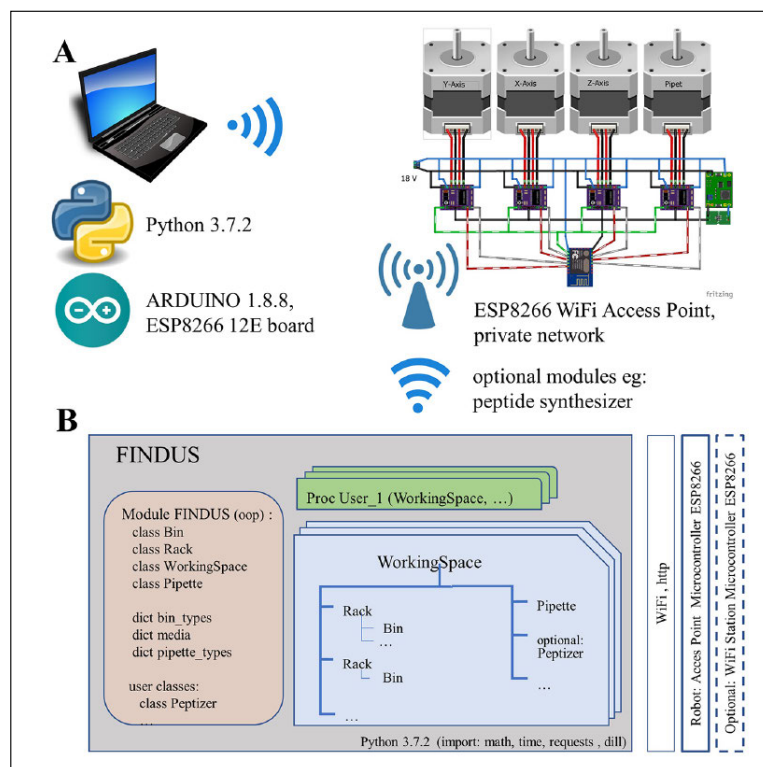 A
Y-Axis
X-Axis
Z-Axis
Pipet
18 V
Python 3.7.2
ARDUINO 1.8.8,
ESP8266 12E board
fritzing
ESP8266 WiFi Access Point,
private network
optional modules eg:
peptide synthesizer
B
FINDUS
Module FINDUS (oop) :
class Bin
class Rack
class WorkingSpace
class Pipette
dict bin_types
dict media
dict pipette_types
user classes:
class Peptizer
...
Proc User_1 (WorkingSpace, …)
WorkingSpace
Rack
Bin
…
Rack
Bin
…
Pipette
optional:
Peptizer
…
Python 3.7.2 (import: math, time, requests , dill)
WiFi , http
Robot: Acces Point Microcontroller ESP8266
Optional: WiFi Station Microcontroller ESP8266